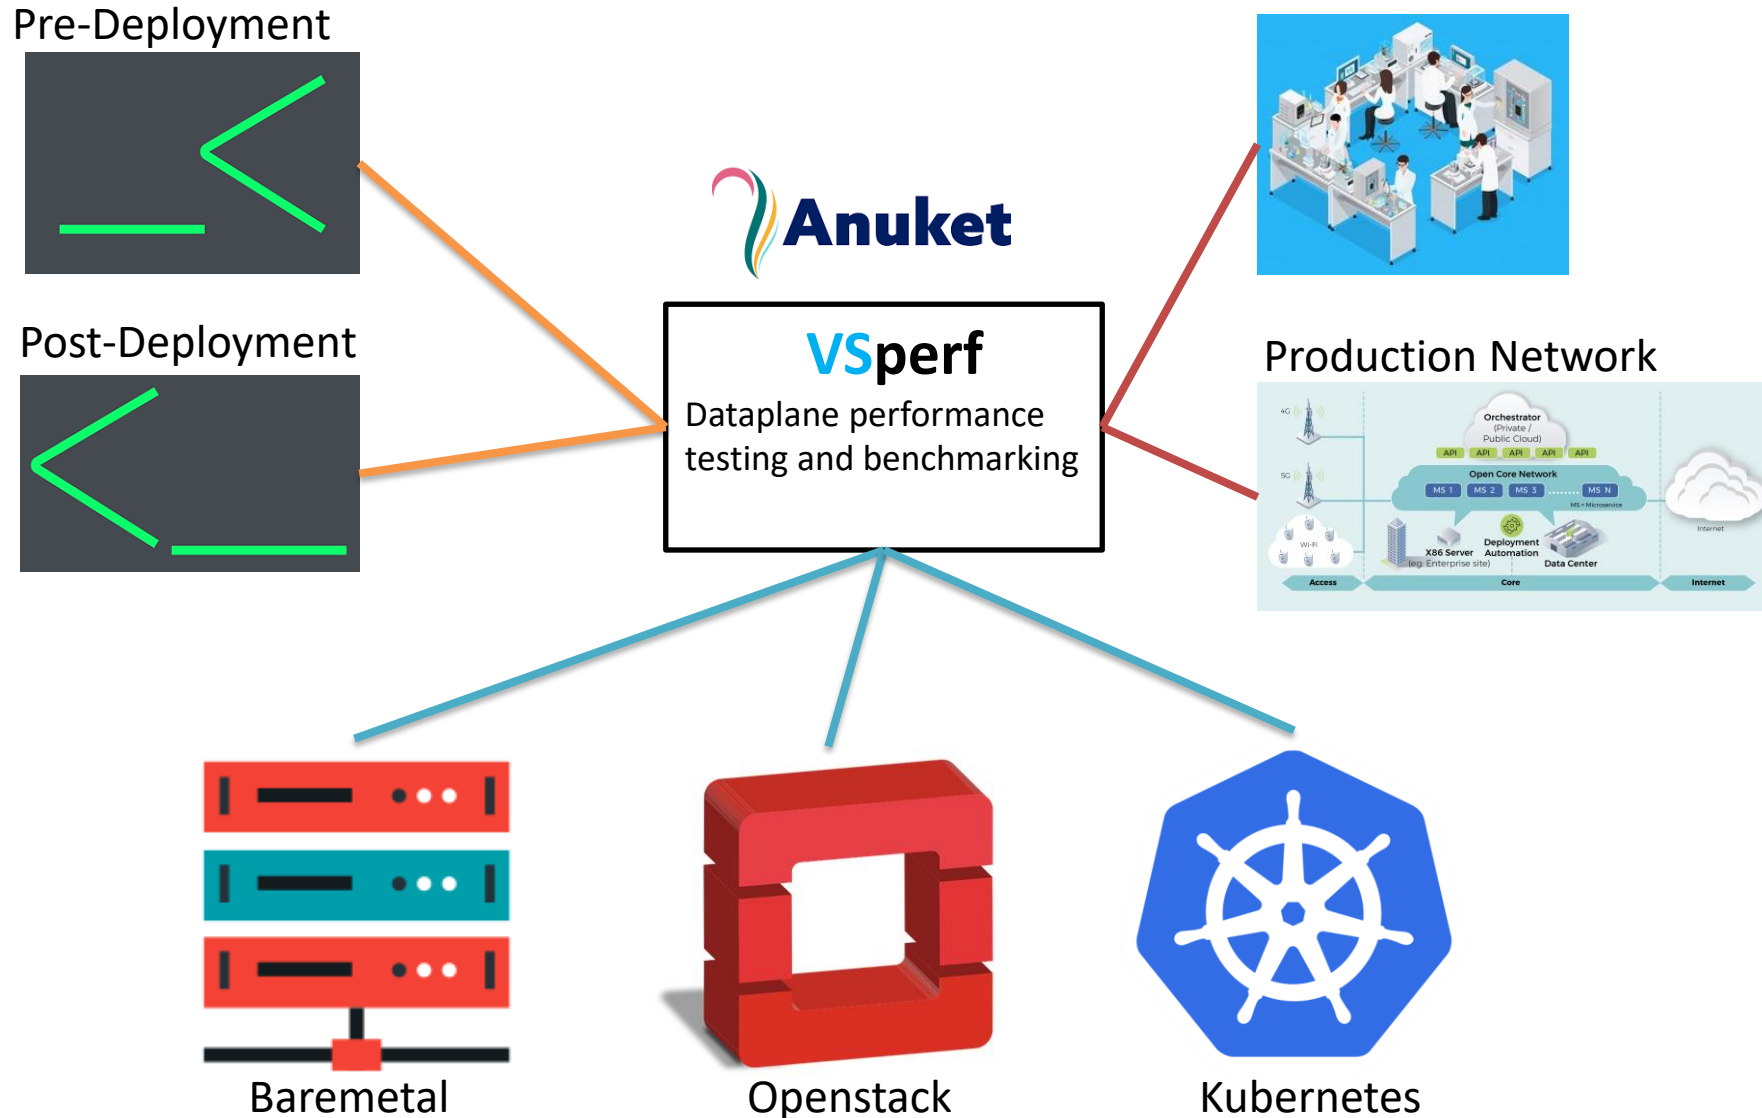 Pre-Deployment
Post-Deployment
Anuket
VSperf
Dataplane performance
testing and benchmarking
Production Network
4G
5G
Wi-Fi
Orchestrator
(Private /
Public Cloud)
API API API API API
Open Core Network
MS 1 MS 2 MS 3 ........ MS N
MS = Microservice
X86 Server
(eg: Enterprise site)
Deployment
Automation
Data Center
Internet
Access Core Internet
Baremetal
Openstack
Kubernetes